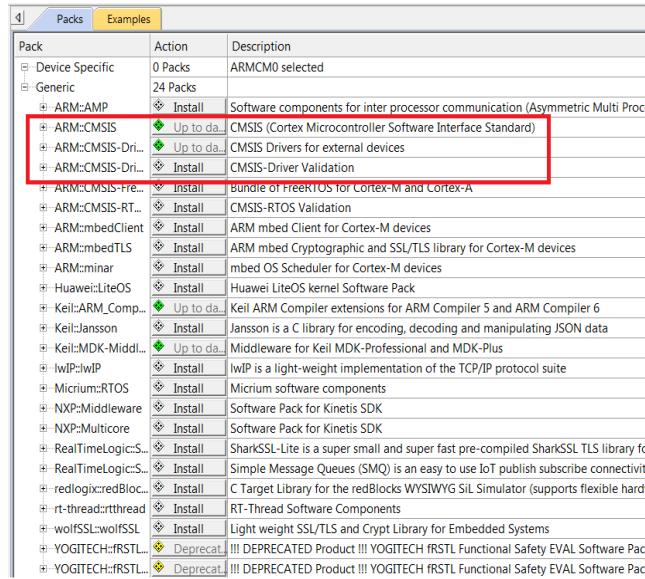 Packs Examples
Pack Action Description
Device Specific 0 Packs ARMCM0 selected
Generic 24 Packs
ARM::AMP Install Software components for inter processor communication (Asymmetric Multi Proc
ARM::CMSIS Up to da... CMSIS (Cortex Microcontroller Software Interface Standard)
ARM::CMSIS-Dri... Up to da... CMSIS Drivers for external devices
ARM::CMSIS-Dri... Install CMSIS-Driver Validation
ARM::CMSIS-Fre... Install Bundle of FreeRTOS for Cortex-M and Cortex-A
ARM::CMSIS-RT... Install CMSIS-RTOS Validation
ARM::mbedClient Install ARM mbed Client for Cortex-M devices
ARM::mbedTLS Install ARM mbed Cryptographic and SSL/TLS library for Cortex-M devices
ARM::minar Install mbed OS Scheduler for Cortex-M devices
Huawei::LiteOS Install Huawei LiteOS kernel Software Pack
Keil::ARM_Comp... Up to da... Keil ARM Compiler extensions for ARM Compiler 5 and ARM Compiler 6
Keil::Jansson Install Jansson is a C library for encoding, decoding and manipulating JSON data
Keil::MDK-Middl... Up to da... Middleware for Keil MDK-Professional and MDK-Plus
lwIP::lwIP Install lwIP is a light-weight implementation of the TCP/IP protocol suite
Micrium::RTOS Install Micrium software components
NXP::Middleware Install Software Pack for Kinetis SDK
NXP::Multicore Install Software Pack for Kinetis SDK
RealTimeLogic::S... Install SharkSSL-Lite is a super small and super fast pre-compiled SharkSSL TLS library fo
RealTimeLogic::S... Install Simple Message Queues (SMQ) is an easy to use IoT publish subscribe connectivit
redlogix::redBloc... Install C Target Library for the redBlocks WYSIWYG SiL Simulator (supports flexible hard
rt-thread::rtthread Install RT-Thread Software Components
wolfSSL::wolfSSL Install Light weight SSL/TLS and Crypt Library for Embedded Systems
YOGITECH::fRSTL... Deprecat... !!! DEPRECATED Product !!! YOGITECH fRSTL Functional Safety EVAL Software Pac
YOGITECH::fRSTL... Deprecat... !!! DEPRECATED Product !!! YOGITECH fRSTL Functional Safety EVAL Software Pac